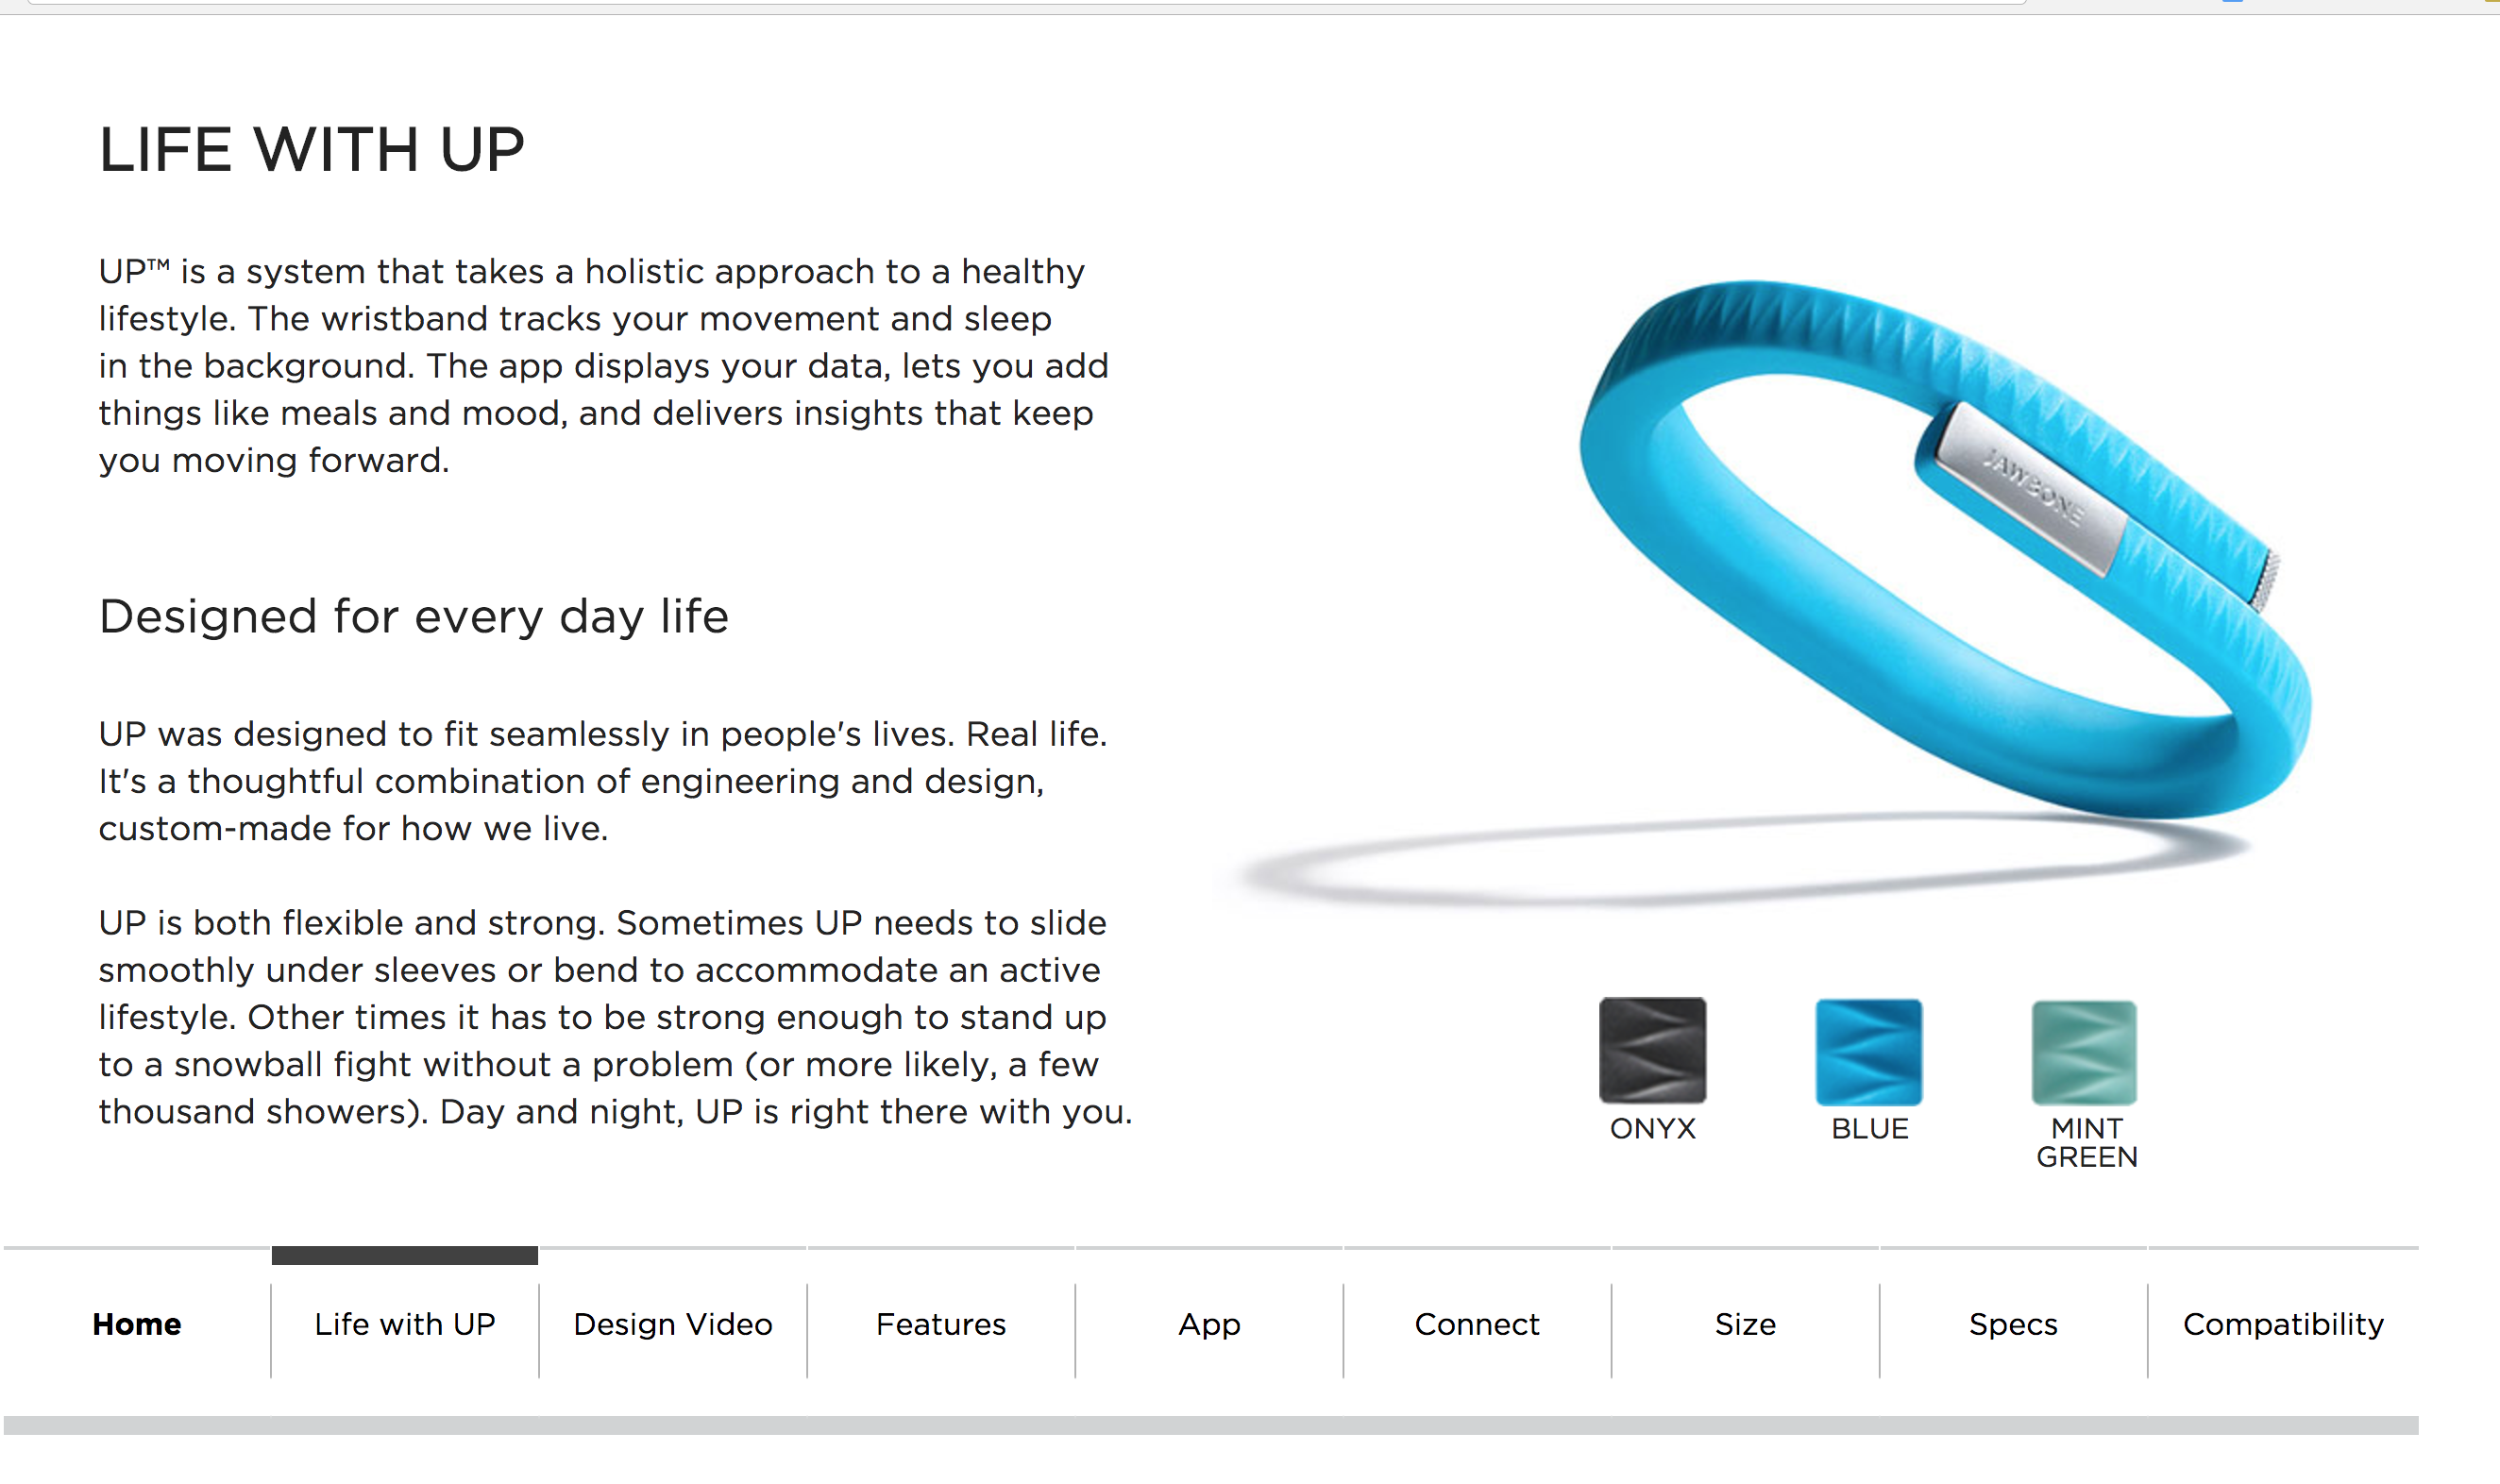 LIFE WITH UP
UP™ is a system that takes a holistic approach to a healthy
lifestyle. The wristband tracks your movement and sleep
in the background. The app displays your data, lets you add
things like meals and mood, and delivers insights that keep
you moving forward.
Designed for every day life
UP was designed to fit seamlessly in people's lives. Real life.
It's a thoughtful combination of engineering and design,
custom-made for how we live.
UP is both flexible and strong. Sometimes UP needs to slide
smoothly under sleeves or bend to accommodate an active
lifestyle. Other times it has to be strong enough to stand up
to a snowball fight without a problem (or more likely, a few
thousand showers). Day and night, UP is right there with you.
JAWBONE
ONYX
BLUE
MINT
GREEN
Home
Life with UP
Design Video
Features
App
Connect
Size
Specs
Compatibility